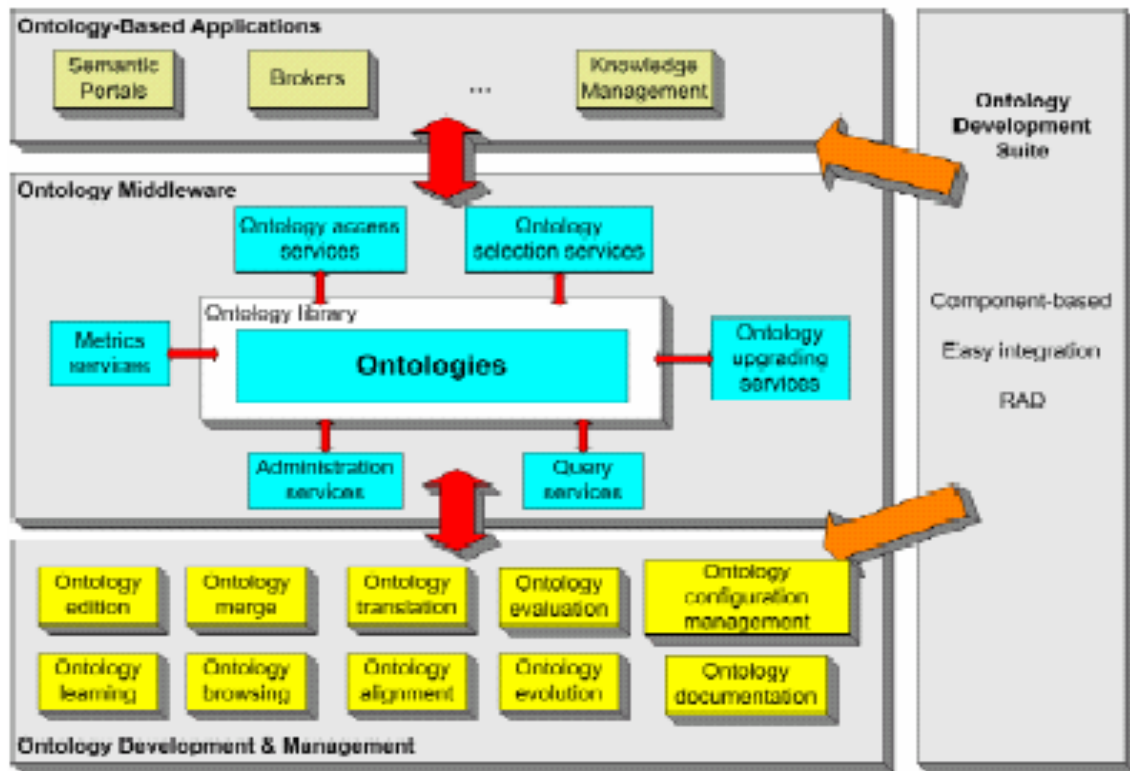 Ontology-Based Applications
Semantic
Portals
Brokers
...
Knowledge
Management
Ontology
Development
Suite
Component-based
Easy integration
RAD
Ontology Middleware
Ontology access
services
Ontology
selection services
Ontology library
Ontologies
Metrics
services
Ontology
upgrading
services
Administration
services
Query
services
Ontology
edition
Ontology
merge
Ontology
translation
Ontology
evaluation
Ontology
configuration
management
Ontology
learning
Ontology
browsing
Ontology
alignment
Ontology
evolution
Ontology
documentation
Ontology Development & Management